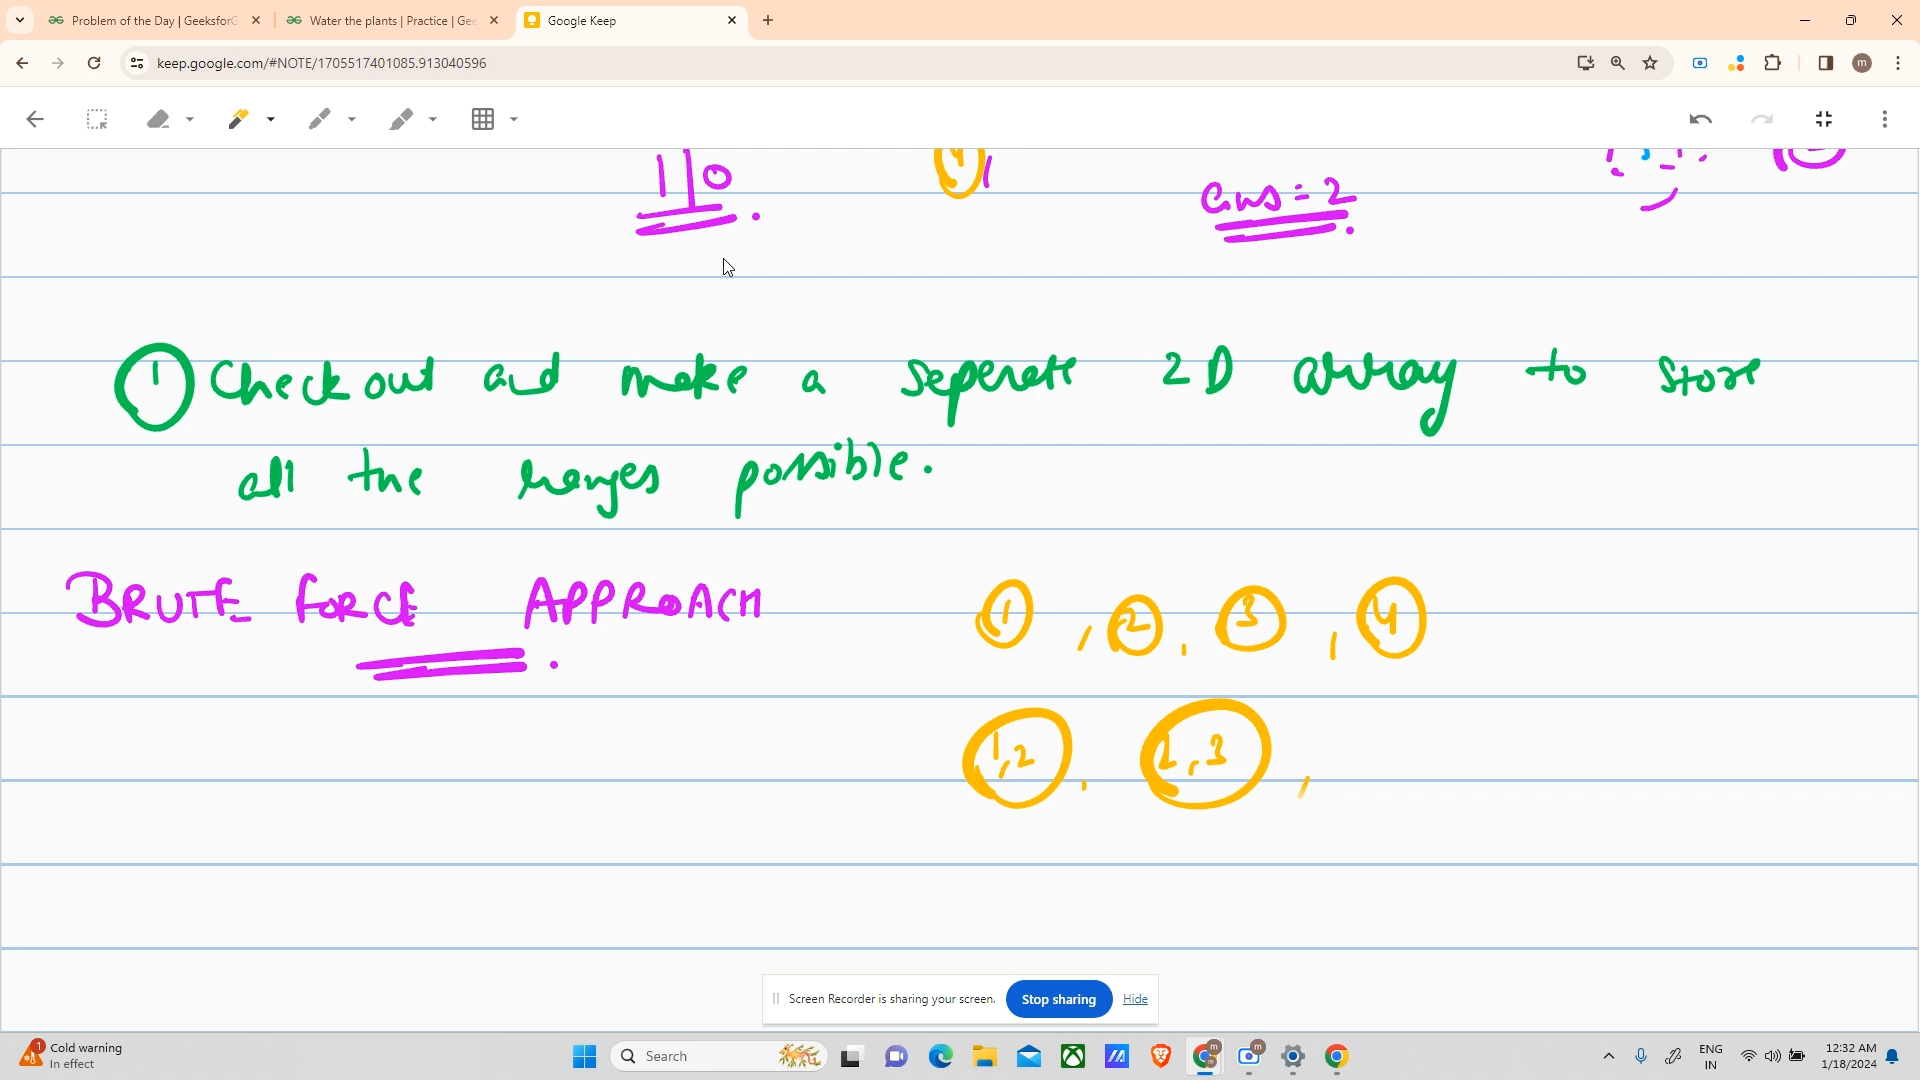 Problem of the Day | GeeksforG
Water the plants | Practice | Gee
Google Keep
keep.google.com/#NOTE/1705517401085.913040596
m
110
4
ans = 2
1 Check out and make a seperate 2D array to store
all the ranges possible.
BRUTE FORCE APPROACH
1 , 2 , 3 , 4
1,2 , 2,3 ,
Screen Recorder is sharing your screen. Stop sharing Hide
1 Cold warning
In effect
Search
m
m
ENG
IN
12:32 AM
1/18/2024